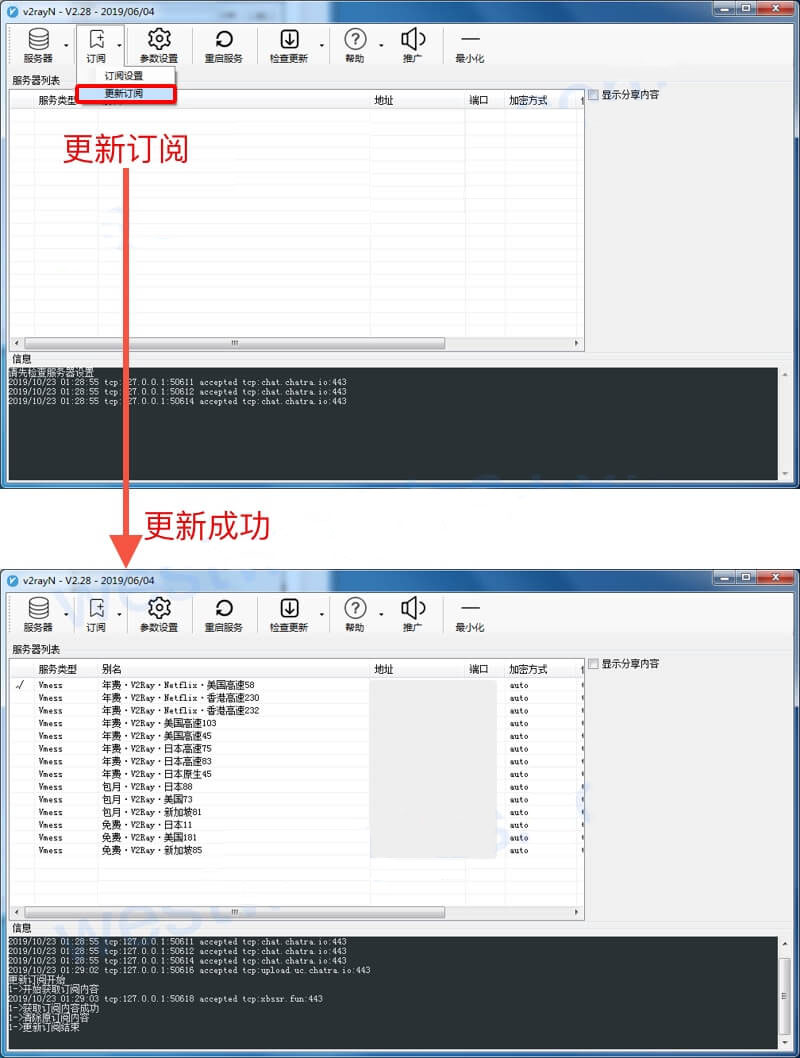 v2rayN - V2.28 - 2019/06/04
服务器 订阅 参数设置 重启服务 检查更新 帮助 推广 最小化
订阅设置
服务器列表
更新订阅
服务类型 地址 端口 加密方式
显示分享内容
更新订阅
信息
请先检查服务器设置
2019/10/23 01:28:55 tcp:127.0.0.1:50611 accepted tcp:chat.chatra.io:443
2019/10/23 01:28:55 tcp:127.0.0.1:50612 accepted tcp:chat.chatra.io:443
2019/10/23 01:28:55 tcp:127.0.0.1:50614 accepted tcp:chat.chatra.io:443
更新成功
v2rayN - V2.28 - 2019/06/04
服务器 订阅 参数设置 重启服务 检查更新 帮助 推广 最小化
服务器列表
服务类型 别名 地址 端口 加密方式
显示分享内容
Vmess 年费·V2Ray·Netflix·美国高速58 auto
Vmess 年费·V2Ray·Netflix·香港高速230 auto
Vmess 年费·V2Ray·Netflix·香港高速232 auto
Vmess 年费·V2Ray·美国高速103 auto
Vmess 年费·V2Ray·美国高速45 auto
Vmess 年费·V2Ray·日本高速75 auto
Vmess 年费·V2Ray·日本高速83 auto
Vmess 年费·V2Ray·日本原生45 auto
Vmess 包月·V2Ray·日本88 auto
Vmess 包月·V2Ray·美国73 auto
Vmess 包月·V2Ray·新加坡81 auto
Vmess 免费·V2Ray·日本11 auto
Vmess 免费·V2Ray·美国181 auto
Vmess 免费·V2Ray·新加坡85 auto
信息
2019/10/23 01:28:55 tcp:127.0.0.1:50611 accepted tcp:chat.chatra.io:443
2019/10/23 01:28:55 tcp:127.0.0.1:50612 accepted tcp:chat.chatra.io:443
2019/10/23 01:28:55 tcp:127.0.0.1:50614 accepted tcp:chat.chatra.io:443
2019/10/23 01:29:02 tcp:127.0.0.1:50616 accepted tcp:upload.uc.chatra.io:443
更新订阅开始
1->开始获取订阅内容
2019/10/23 01:29:03 tcp:127.0.0.1:50618 accepted tcp:xbssr.fun:443
1->获取订阅内容成功
1->清除原订阅内容
1->更新订阅结束